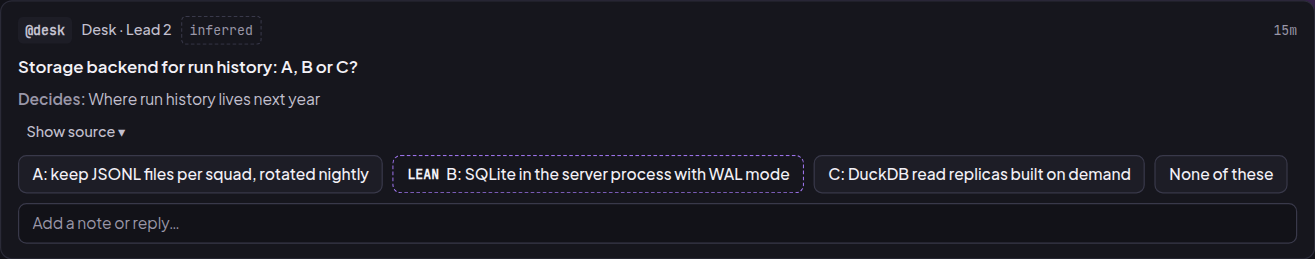 @desk Desk · Lead 2 inferred 15m
Storage backend for run history: A, B or C?
Decides: Where run history lives next year
Show source ▾
A: keep JSONL files per squad, rotated nightly LEAN B: SQLite in the server process with WAL mode C: DuckDB read replicas built on demand None of these
Add a note or reply...